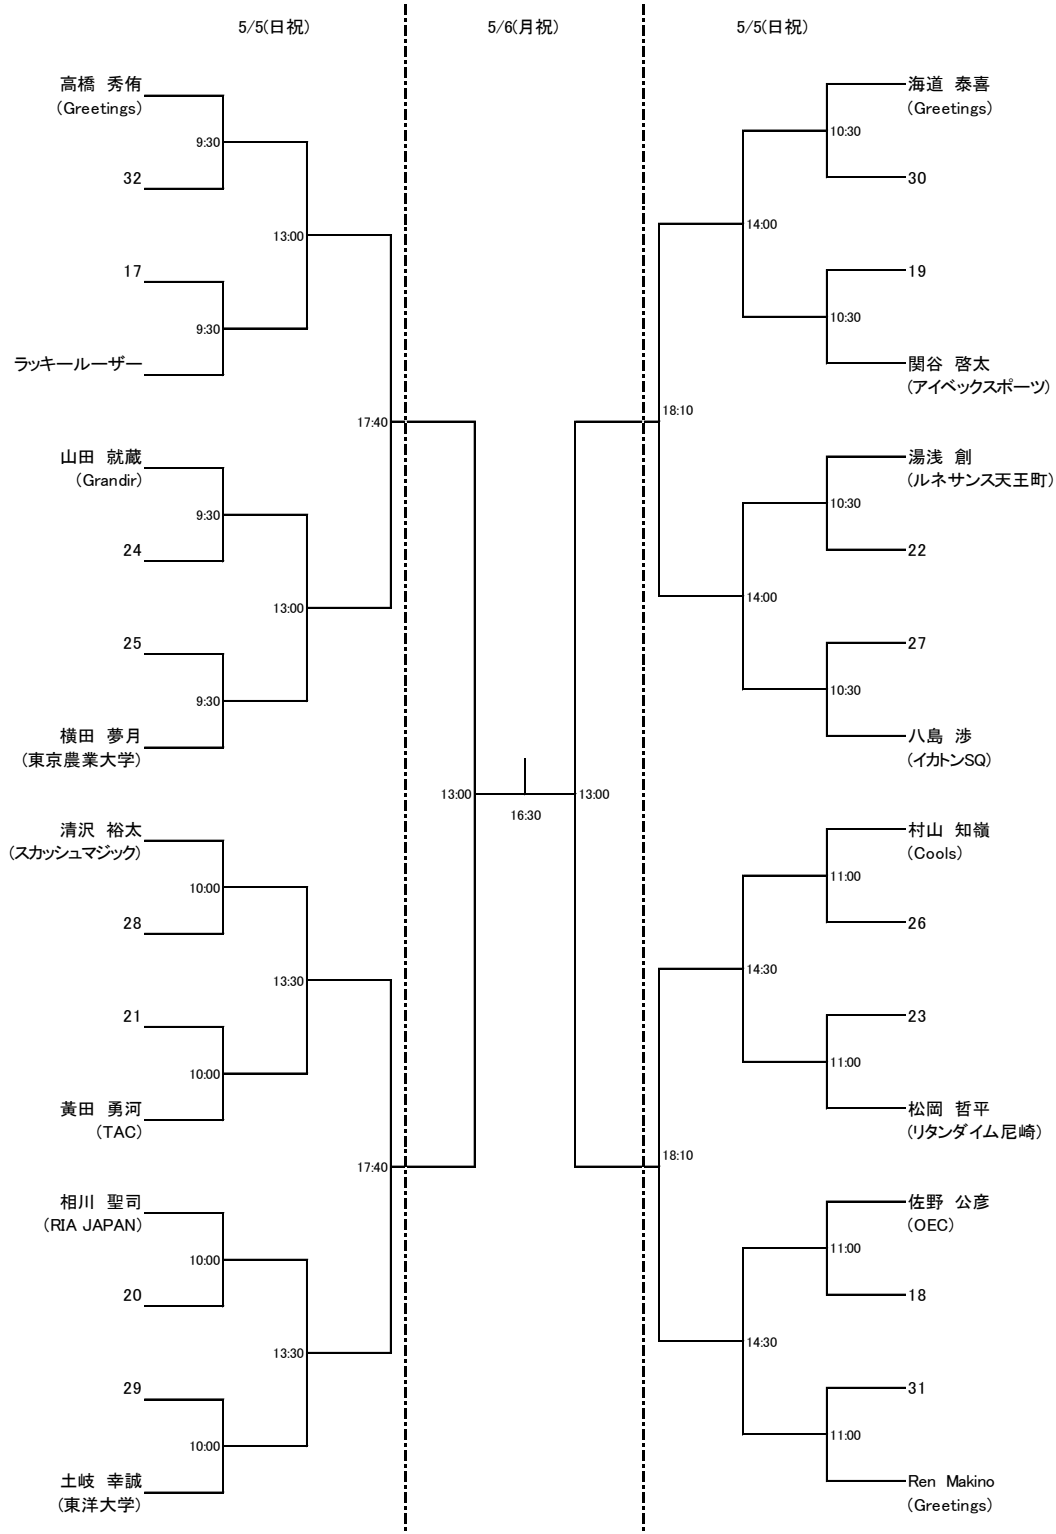 5/5(日祝)
5/6(月祝)
5/5(日祝)
高橋 秀侑
(Greetings)
9:30
32
13:00
17
9:30
ラッキールーザー
17:40
山田 就蔵
(Grandir)
9:30
24
13:00
25
9:30
横田 夢月
(東京農業大学)
13:00
清沢 裕太
(スカッシュマジック)
10:00
28
13:30
21
10:00
黃田 勇河
(TAC)
17:40
相川 聖司
(RIA JAPAN)
10:00
20
13:30
29
10:00
土岐 幸誠
(東洋大学)
16:30
海道 泰喜
(Greetings)
10:30
30
14:00
19
10:30
関谷 啓太
(アイベックスポーツ)
18:10
湯浅 創
(ルネサンス天王町)
10:30
22
14:00
27
10:30
八島 渉
(イカトンSQ)
13:00
村山 知嶺
(Cools)
11:00
26
14:30
23
11:00
松岡 哲平
(リタンダイム尼崎)
18:10
佐野 公彦
(OEC)
11:00
18
14:30
31
11:00
Ren Makino
(Greetings)